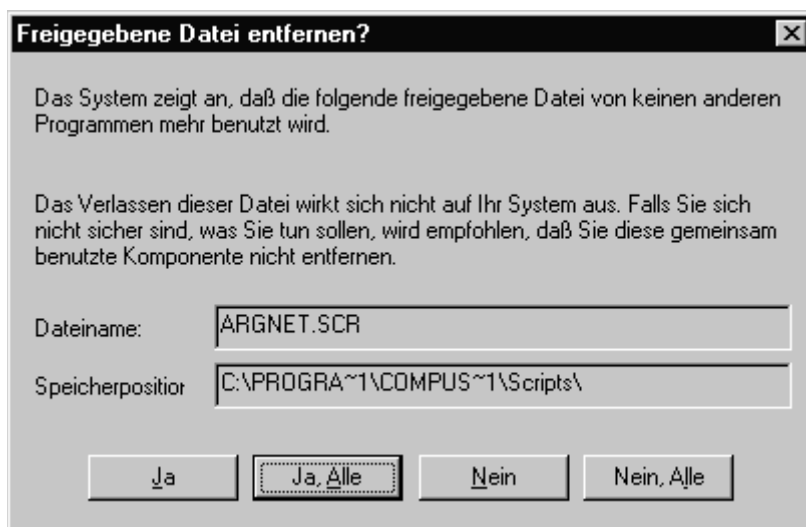 Freigegebene Datei entfernen?
Das System zeigt an, daß die folgende freigegebene Datei von keinen anderen
Programmen mehr benutzt wird.
Das Verlassen dieser Datei wirkt sich nicht auf Ihr System aus. Falls Sie sich
nicht sicher sind, was Sie tun sollen, wird empfohlen, daß Sie diese gemeinsam
benutzte Komponente nicht entfernen.
Dateiname: ARGNET.SCR
Speicherposition C:\PROGRA~1\COMPUS~1\Scripts\
Ja Ja, Alle Nein Nein, Alle